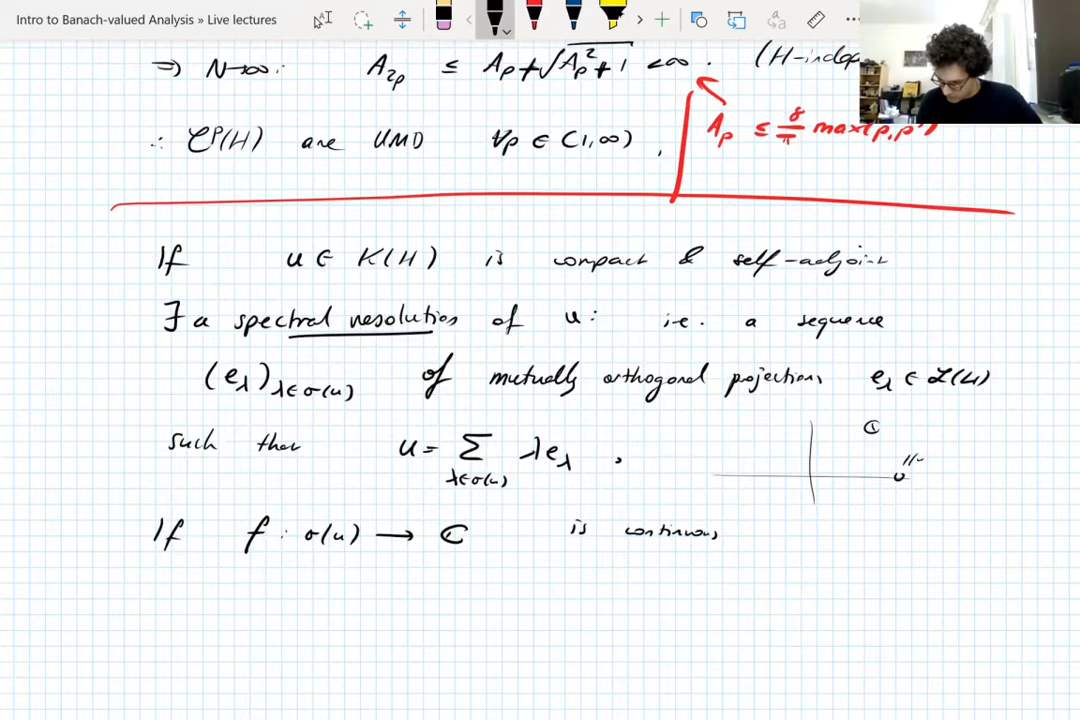 Intro to Banach-valued Analysis » Live lectures
⇒ N→∞: A_{2p} ≤ A_p + √(A_p² + 1) < ∞ . (H-indep
∴ 𝒞^p(H) are UMD ∀p ∈ (1,∞) , A_p ≤ 8/π max(p,p')
If u ∈ K(H) is compact & self-adjoint
∃ a spectral resolution of u: i.e. a sequence
(e_λ)_{λ∈σ(u)} of mutually orthogonal projections e_λ ∈ ℒ(H)
such that u = ∑_{λ∈σ(u)} λe_λ , ℂ
If f : σ(u) → ℂ is continuous